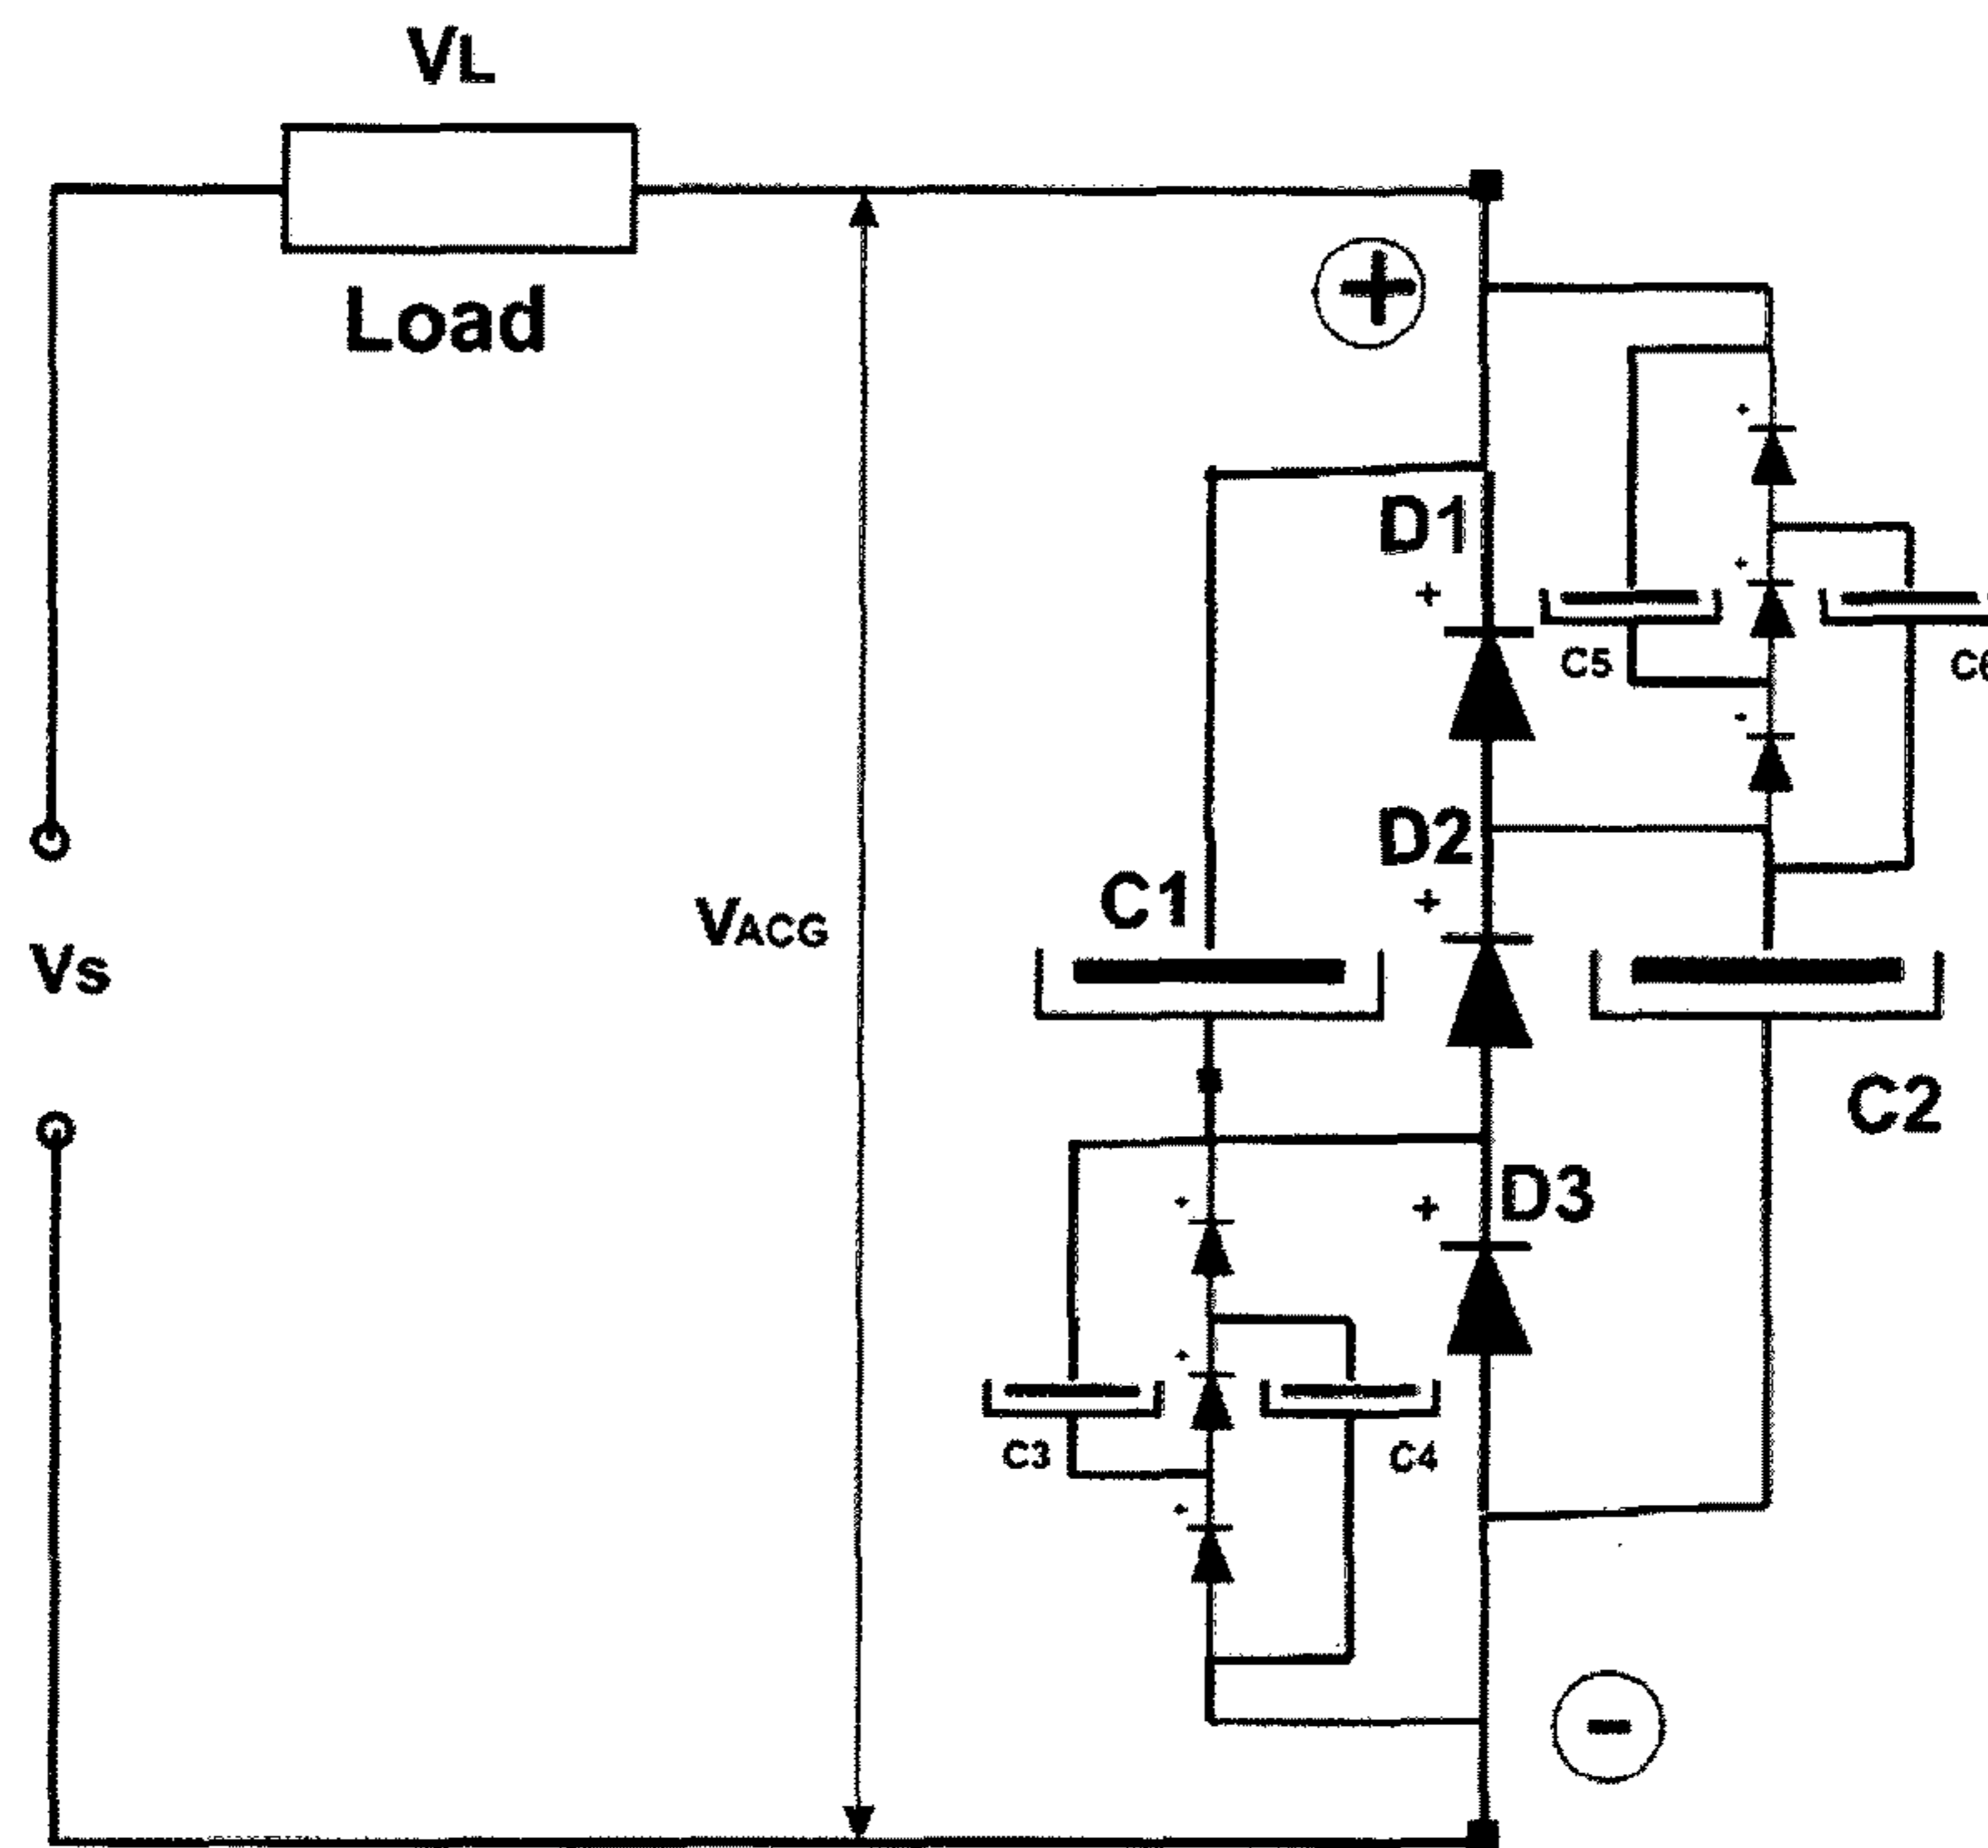 VL
Load
+
D1
+
+
+
C5
+
D2
+
C1
VACG
Vs
C2
D3
+
+
+
C3
C4
+
-